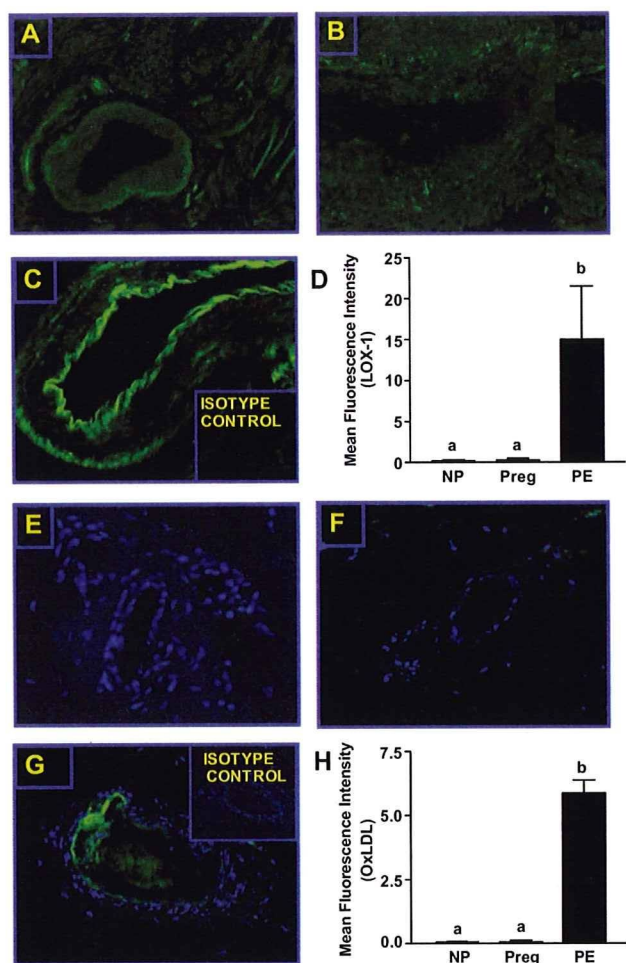 A
B
C
ISOTYPE
CONTROL
D
Mean Fluorescence Intensity
(LOX-1)
25
20
15
10
5
0
a
a
b
NP
Preg
PE
E
F
G
ISOTYPE
CONTROL
H
Mean Fluorescence Intensity
(OxLDL)
7.5
5.0
2.5
0.0
a
a
b
NP
Preg
PE